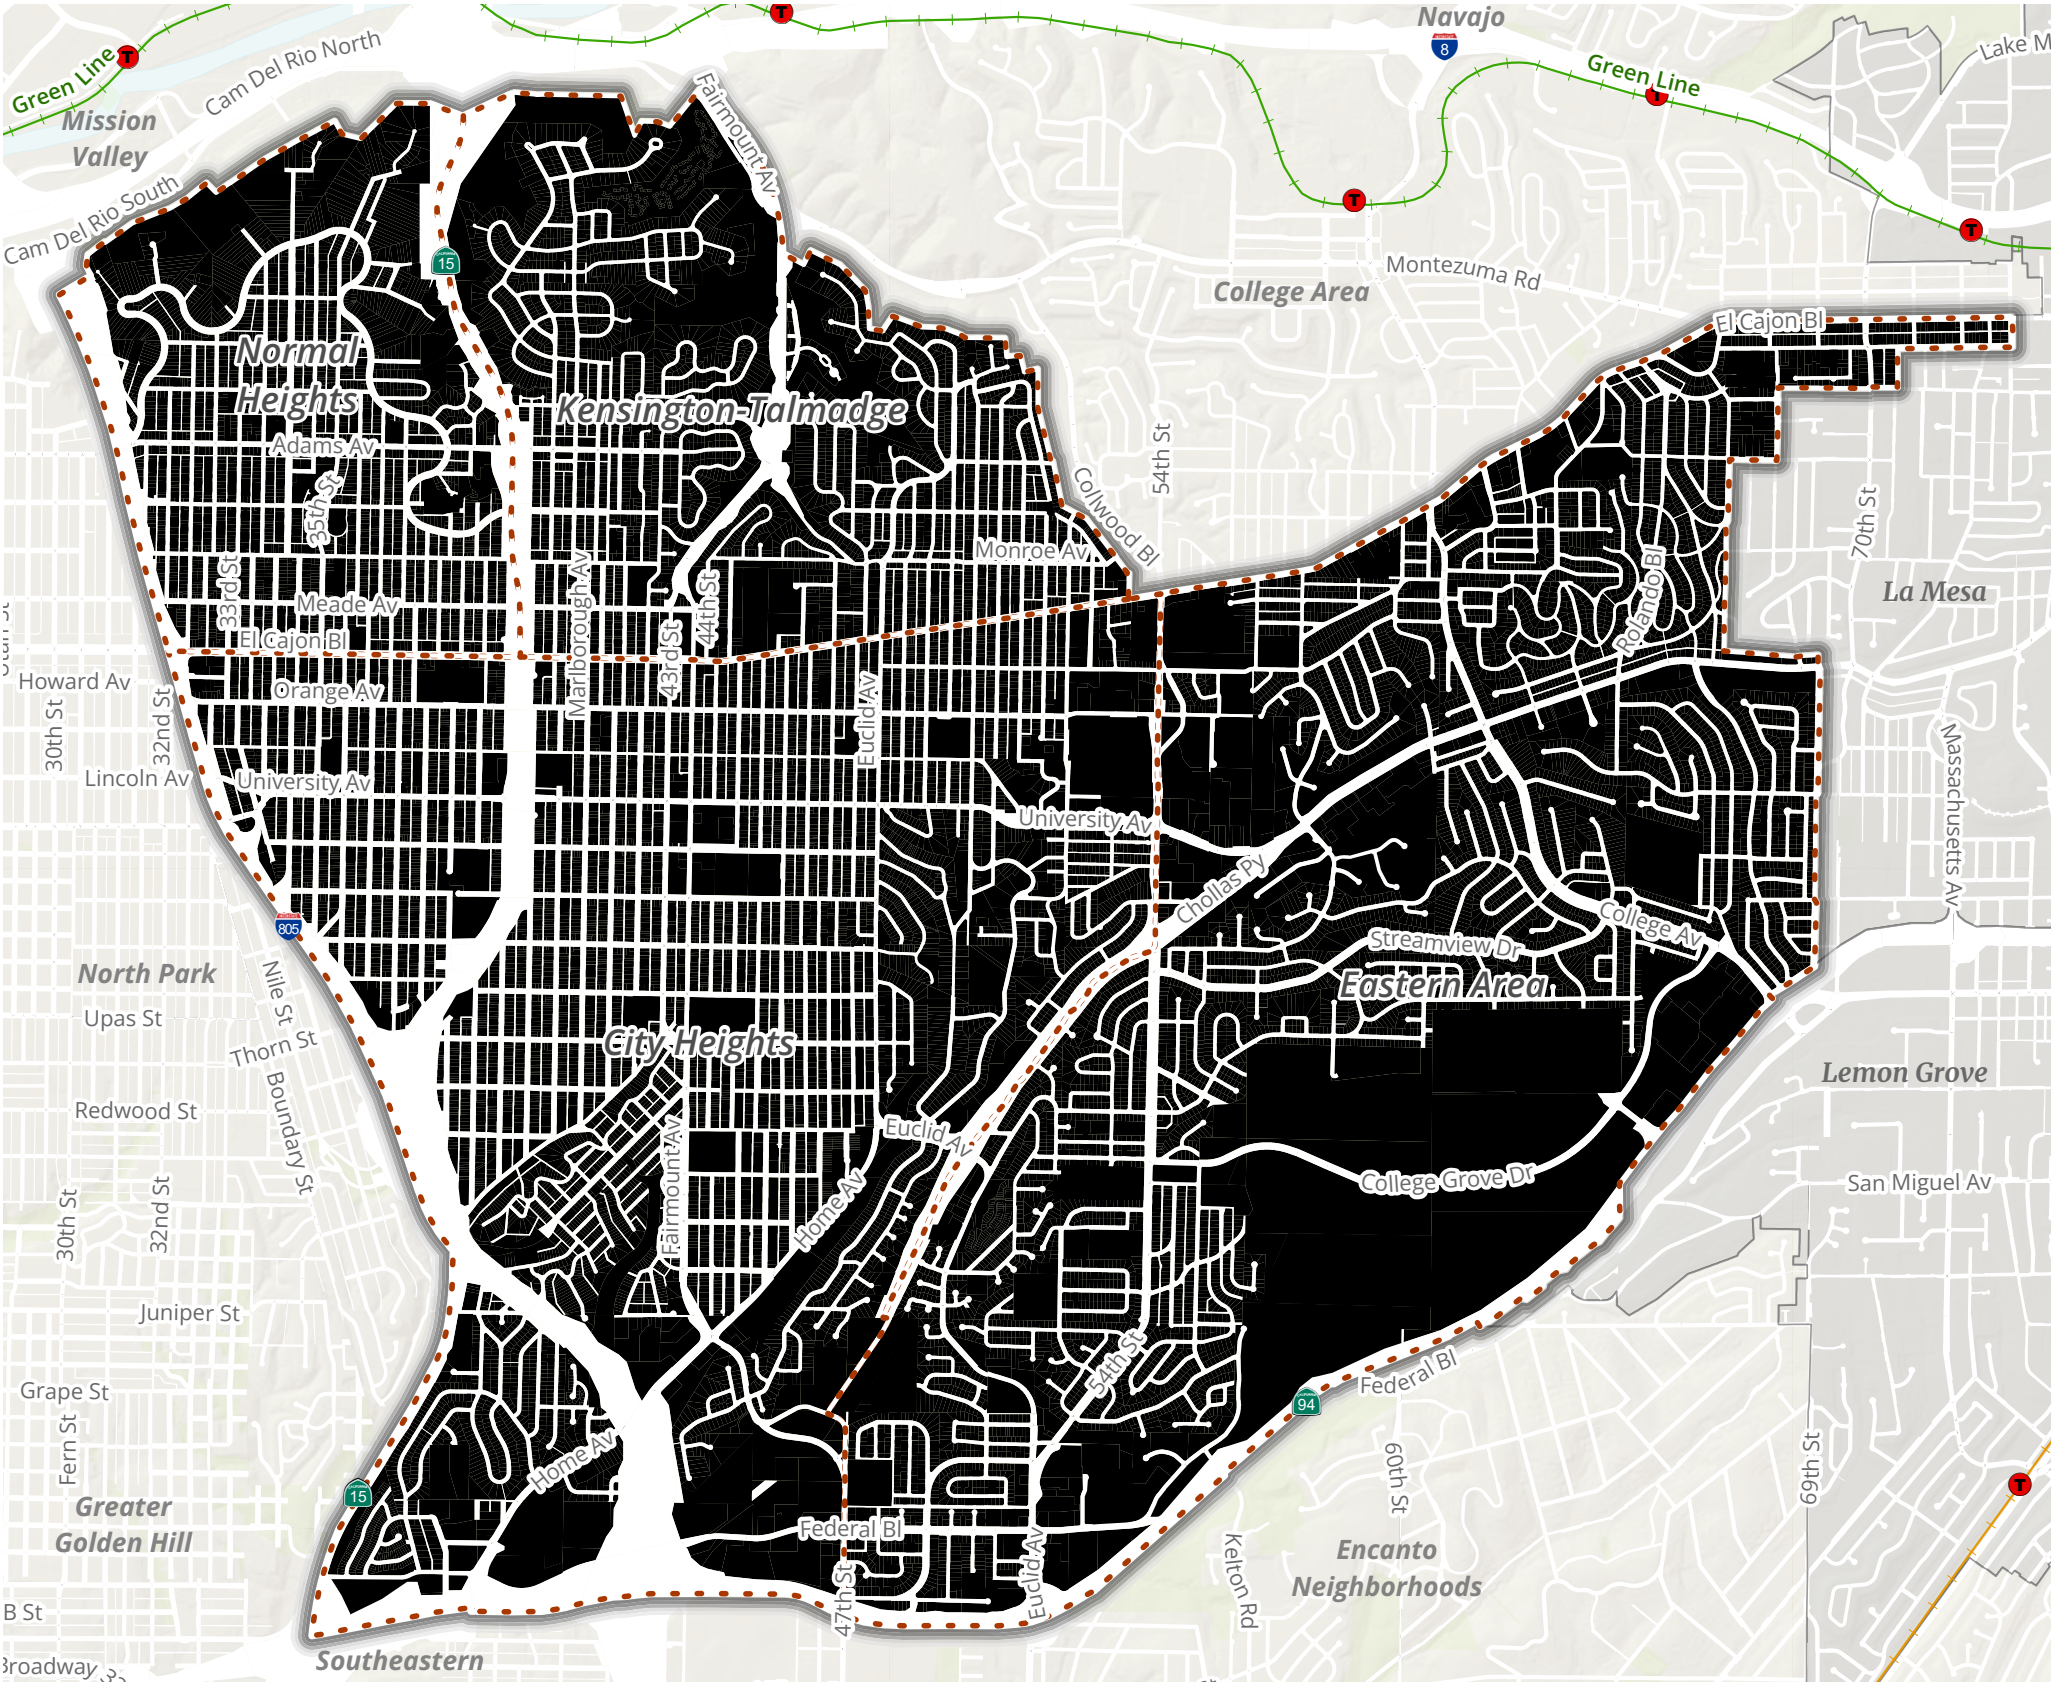 Navajo
8
T
Green Line
T
Cam Del Rio North
Green Line
T
Lake M
Mission
Valley
Fairmount Av
Cam Del Rio South
T
T
15
College Area
Montezuma Rd
El Cajon Bl
Normal
Heights
Kensington-Talmadge
Adams Av
35th St
54th St
Collwood Bl
70th St
Monroe Av
33rd St
Meade Av
Marlborough Av
44th St
43rd St
Rolando Bl
La Mesa
El Cajon Bl
Howard Av
Orange Av
30th St
32nd St
Euclid Av
Lincoln Av
University Av
University Av
Massachusetts Av
Chollas Py
805
College Av
Streamview Dr
North Park
Nile St
Eastern Area
Upas St
Thorn St
City Heights
Lemon Grove
Redwood St
Boundary St
Euclid Av
Fairmount Av
Home Av
College Grove Dr
San Miguel Av
30th St
32nd St
Juniper St
54th St
Federal Bl
94
Grape St
Fern St
Home Av
60th St
69th St
T
15
Greater
Golden Hill
Federal Bl
47th St
Euclid Av
Kelton Rd
Encanto
Neighborhoods
B St
Southeastern
Broadway